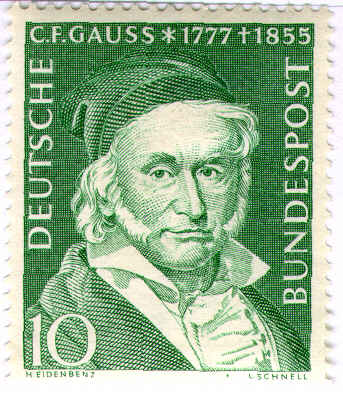 C.F.GAUSS * 1777 † 1855
DEUTSCHE
BUNDESPOST
10
H EIDENBENZ
L SCHNELL